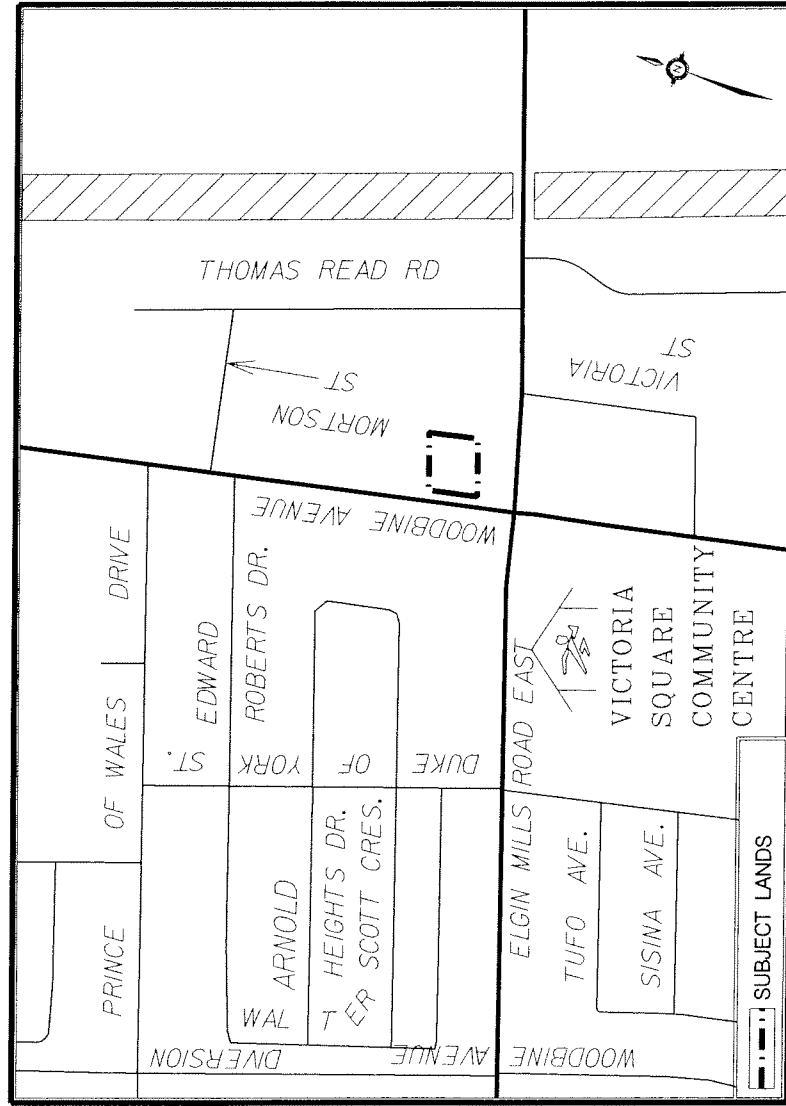 THOMAS READ RD
MORTSON
ST
VICTORIA
ST
WOODBINE AVENUE
PRINCE OF WALES DRIVE
EDWARD
ST.
ROBERTS DR.
DUKE OF YORK
ARNOLD
HEIGHTS DR.
WALTER SCOTT CRES.
WOODBINE AVENUE DIVERSION
ELGIN MILLS ROAD EAST
TUFO AVE.
SISINA AVE.
VICTORIA
SQUARE
COMMUNITY
CENTRE
SUBJECT LANDS
N